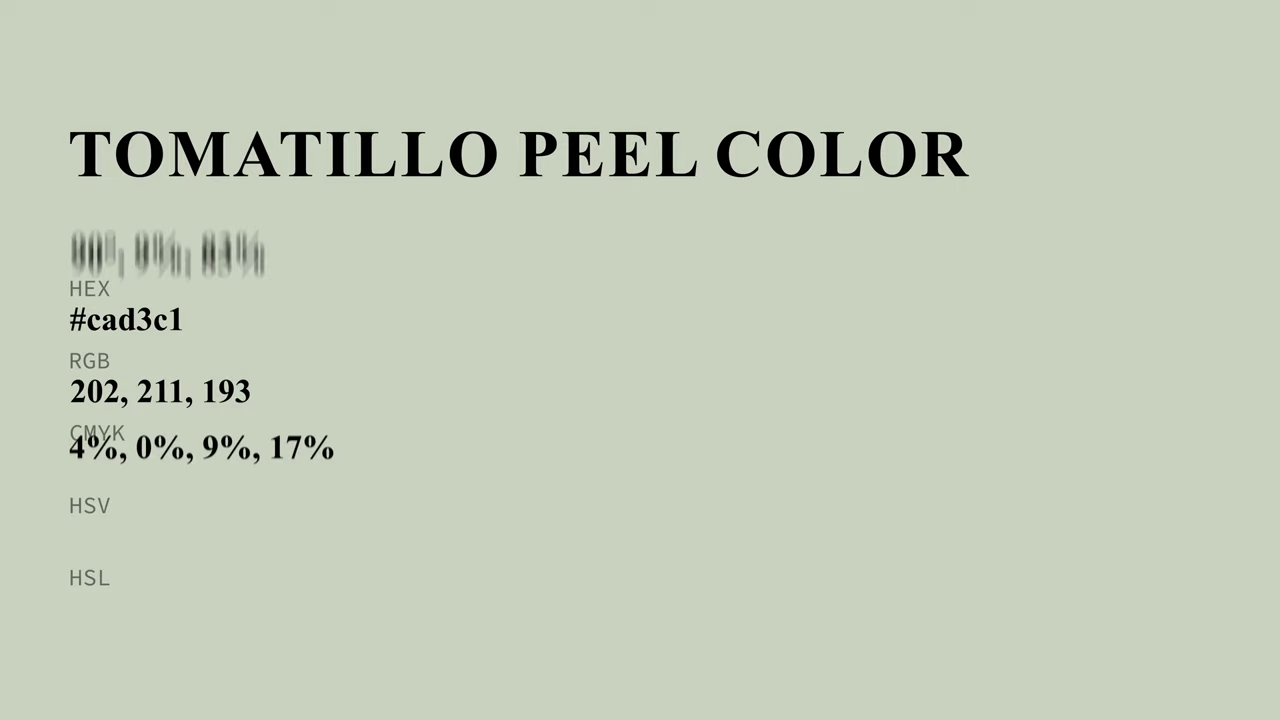 TOMATILLO PEEL COLOR
HEX
#cad3c1
RGB
202, 211, 193
CMYK
4%, 0%, 9%, 17%
HSV
HSL